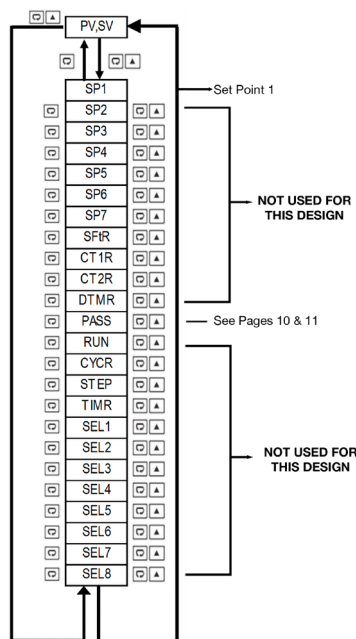 PV,SV
SP1
Set Point 1
SP2
SP3
SP4
SP5
SP6
SP7
NOT USED FOR
THIS DESIGN
SFtR
CT1R
CT2R
DTMR
PASS
See Pages 10 & 11
RUN
CYCR
STEP
TIMR
SEL1
SEL2
SEL3
NOT USED FOR
THIS DESIGN
SEL4
SEL5
SEL6
SEL7
SEL8